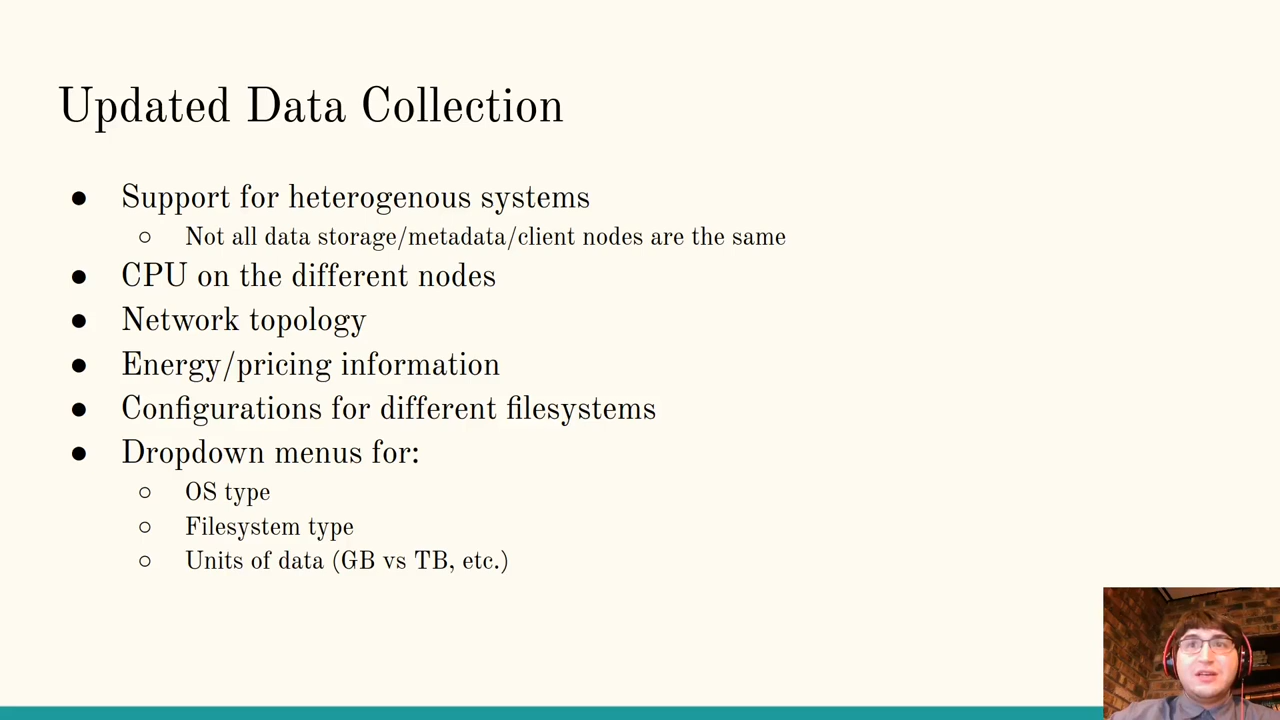 Updated Data Collection
● Support for heterogenous systems
○ Not all data storage/metadata/client nodes are the same
● CPU on the different nodes
● Network topology
● Energy/pricing information
● Configurations for different filesystems
● Dropdown menus for:
○ OS type
○ Filesystem type
○ Units of data (GB vs TB, etc.)